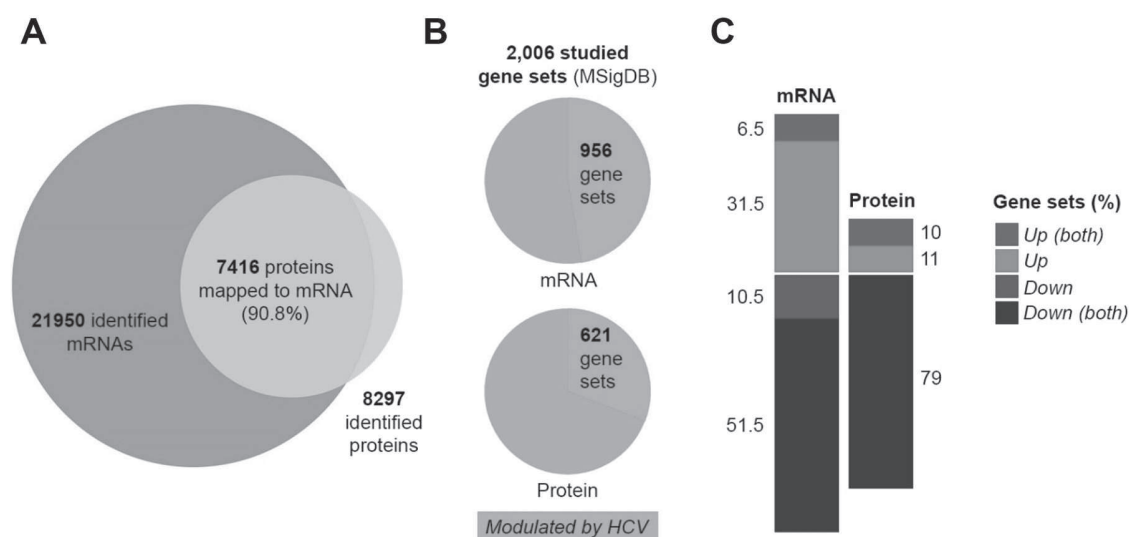 A
21950 identified
mRNAs
7416 proteins
mapped to mRNA
(90.8%)
8297
identified
proteins
B
2,006 studied
gene sets (MSigDB)
956
gene
sets
mRNA
621
gene
sets
Protein
Modulated by HCV
C
mRNA
6.5
31.5
10.5
51.5
Protein
10
11
79
Gene sets (%)
Up (both)
Up
Down
Down (both)